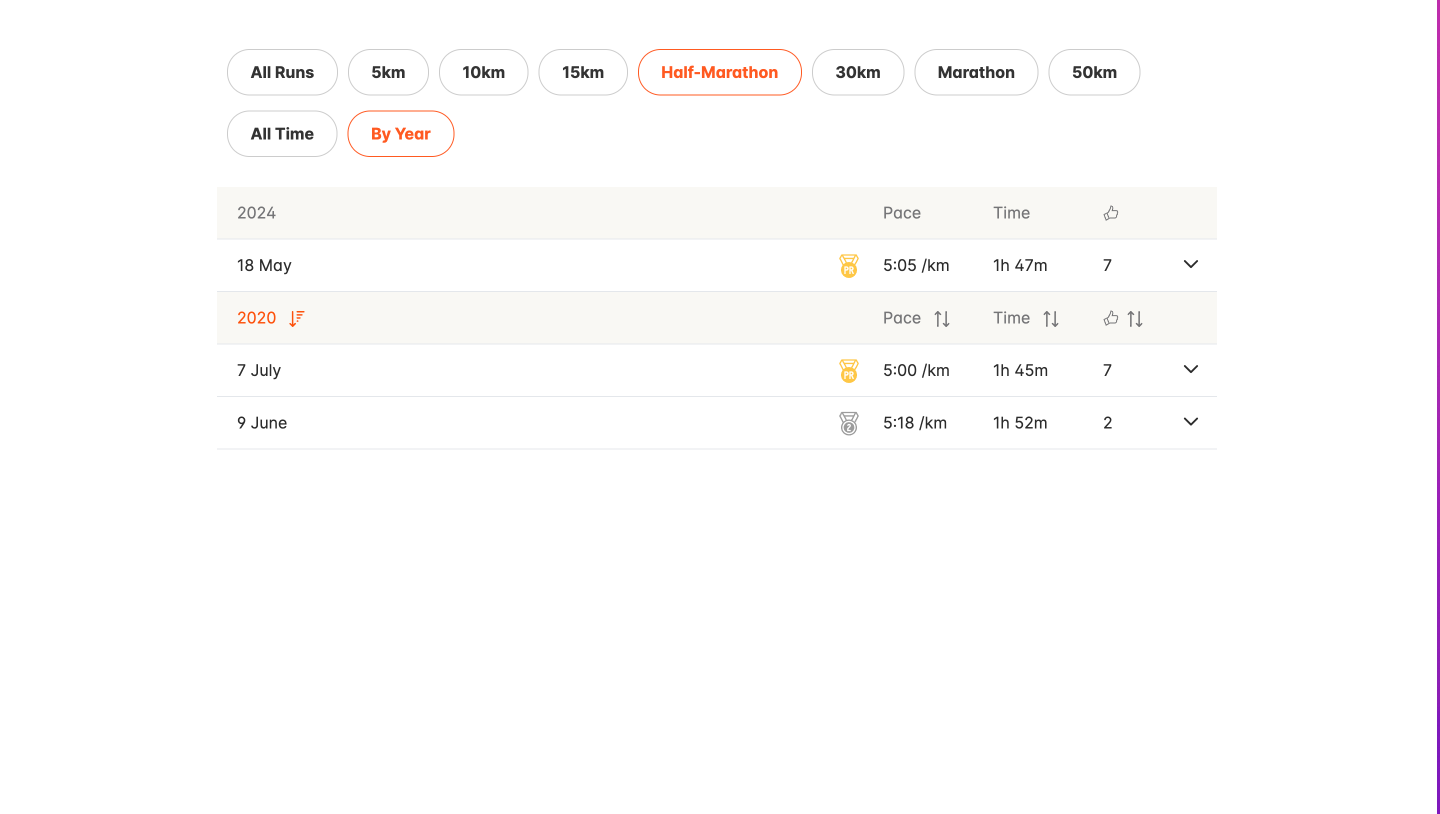 All Runs 5km 10km 15km Half-Marathon 30km Marathon 50km
All Time By Year
2024 Pace Time
18 May PR 5:05 /km 1h 47m 7
2020 Pace Time
7 July PR 5:00 /km 1h 45m 7
9 June 2 5:18 /km 1h 52m 2